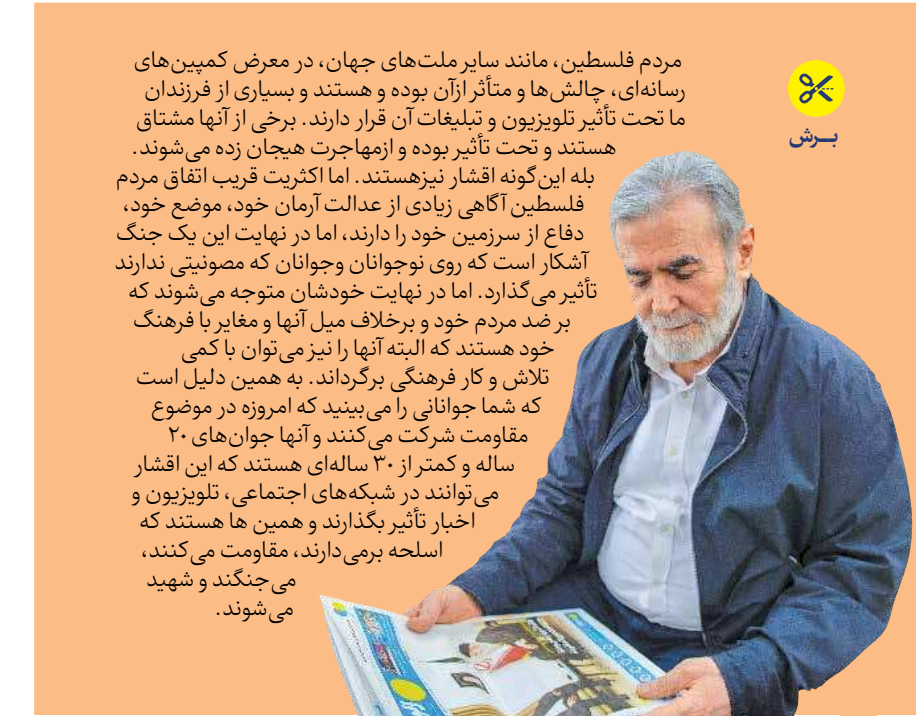 برش
مردم فلسطین، مانند سایر ملت‌های جهان، در معرض کمپین‌های
رسانه‌ای، چالش‌ها و متأثر ازآن بوده و هستند و بسیاری از فرزندان
ما تحت تأثیر تلویزیون و تبلیغات آن قرار دارند. برخی از آنها مشتاق
هستند و تحت تأثیر بوده و ازمهاجرت هیجان زده می‌شوند.
بله این‌گونه اقشار نیزهستند. اما اکثریت قریب اتفاق مردم
فلسطین آگاهی زیادی از عدالت آرمان خود، موضع خود،
دفاع از سرزمین خود را دارند، اما در نهایت این یک جنگ
آشکار است که روی نوجوانان وجوانان که مصونیتی ندارند
تأثیر می‌گذارد. اما در نهایت خودشان متوجه می‌شوند که
بر ضد مردم خود و برخلاف میل آنها و مغایر با فرهنگ
خود هستند که البته آنها را نیز می‌توان با کمی
تلاش و کار فرهنگی برگرداند. به همین دلیل است
که شما جوانانی را می‌بینید که امروزه در موضوع
مقاومت شرکت می‌کنند و آنها جوان‌های ۲۰
ساله و کمتر از ۳۰ ساله‌ای هستند که این اقشار
می‌توانند در شبکه‌های اجتماعی، تلویزیون و
اخبار تأثیر بگذارند و همین ها هستند که
اسلحه برمی‌دارند، مقاومت می‌کنند،
می‌جنگند و شهید
می‌شوند.